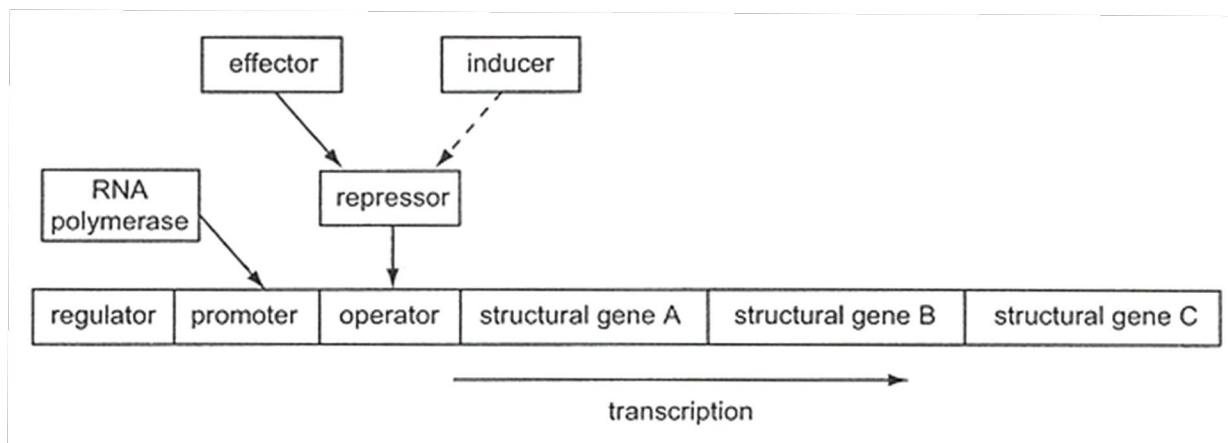 effector
inducer
RNA
polymerase
repressor
regulator
promoter
operator
structural gene A
structural gene B
structural gene C
transcription